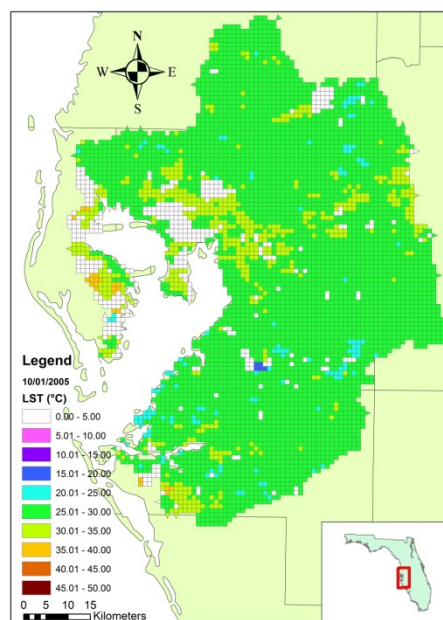 N
W E
S
Legend
10/01/2005
LST (°C)
0.00 - 5.00
5.01 - 10.00
10.01 - 15.00
15.01 - 20.00
20.01 - 25.00
25.01 - 30.00
30.01 - 35.00
35.01 - 40.00
40.01 - 45.00
45.01 - 50.00
0 5 10 15
Kilometers